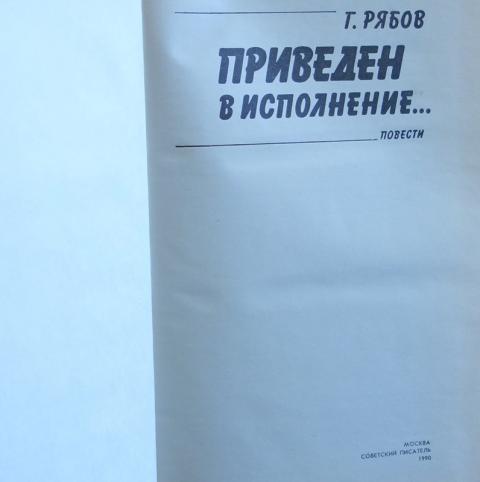 Г. РЯБОВ
ПРИВЕДЕН
В ИСПОЛНЕНИЕ...
ПОВЕСТИ
МОСКВА
СОВЕТСКИЙ ПИСАТЕЛЬ
1990